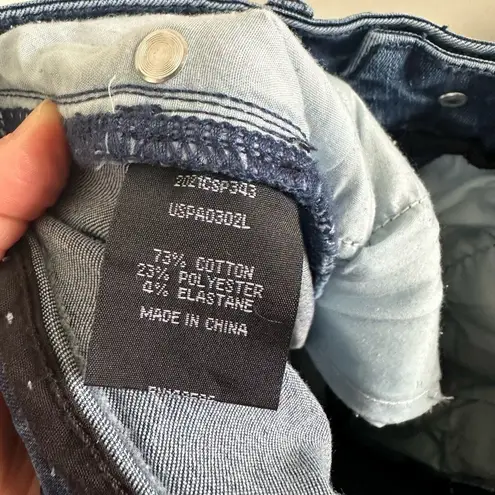 2021CSP343
USPA0302L
73% COTTON
23% POLYESTER
4% ELASTANE
MADE IN CHINA